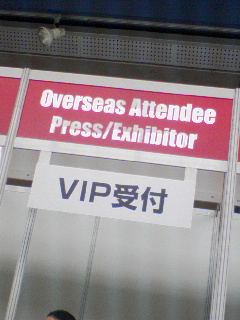 Overseas Attendee
Press/Exhibitor
VIP受付